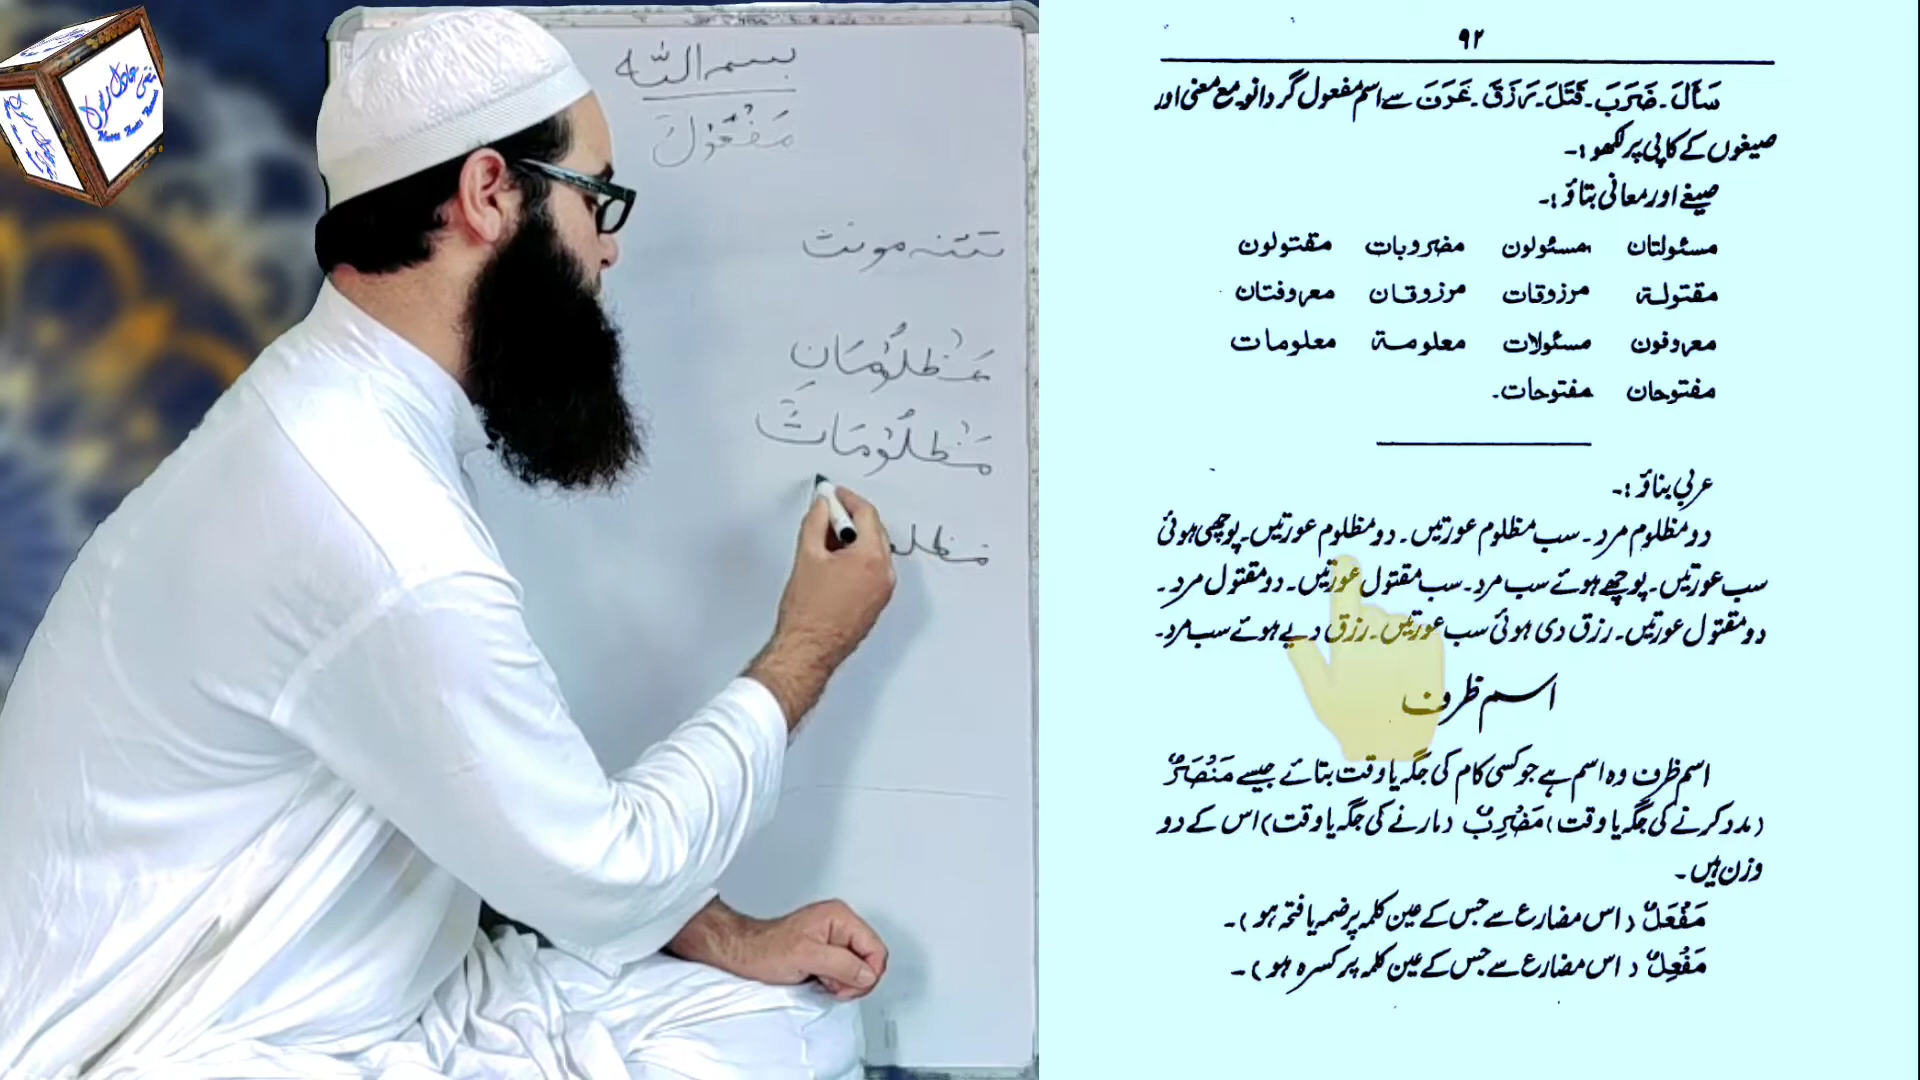 بسم اللہ
مَفْعُوْل
تثنہ مونث
مَظْلُوْمَانِ
مَظْلُوْمَاتٌ
مظلو
۹۲
سَأَلَ۔ ضَرَبَ۔ قَتَلَ۔ رَزَقَ۔ عَرَفَ سے اسم مفعول گردانو۔ مع معنی اور
صیغوں کے کاپی پر لکھو :۔
صیغے اور معانی بتاؤ :۔
مسئولتان مسئولون مضروبات مقتولون
مقتولۃ مرزوقات مرزوقان معروفتان
معروفون مسئولات معلومۃ معلومات
مفتوحان مفتوحات۔
عربی بناؤ :۔
دو مظلوم مرد۔ سب مظلوم عورتیں۔ دو مظلوم عورتیں۔ پوچھی ہوئی
سب عورتیں۔ پوچھے ہوئے سب مرد۔ سب مقتول عورتیں۔ دو مقتول مرد۔
دو مقتول عورتیں۔ رزق دی ہوئی سب عورتیں۔ رزق دیے ہوئے سب مرد۔
اسم ظرف
اسم ظرف وہ اسم ہے جو کسی کام کی جگہ یا وقت بتائے جیسے مَنْصَرٌ
(مدد کرنے کی جگہ یا وقت) مَضْرِبٌ (مارنے کی جگہ یا وقت) اس کے دو
وزن ہیں۔
مَفْعَلٌ (اس مضارع سے جس کے عین کلمہ پر ضمہ یا فتحہ ہو)۔
مَفْعِلٌ (اس مضارع سے جس کے عین کلمہ پر کسرہ ہو)۔